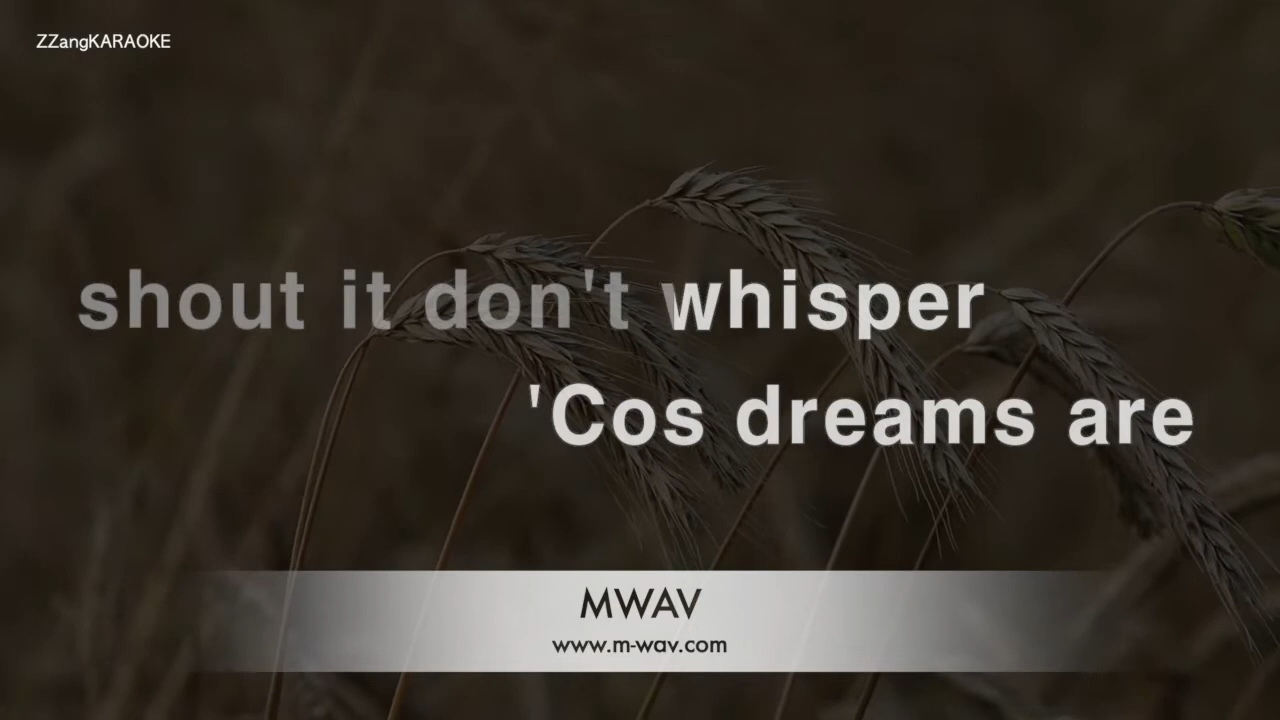 ZZangKARAOKE
shout it don't whisper
'Cos dreams are
MWAV
www.m-wav.com